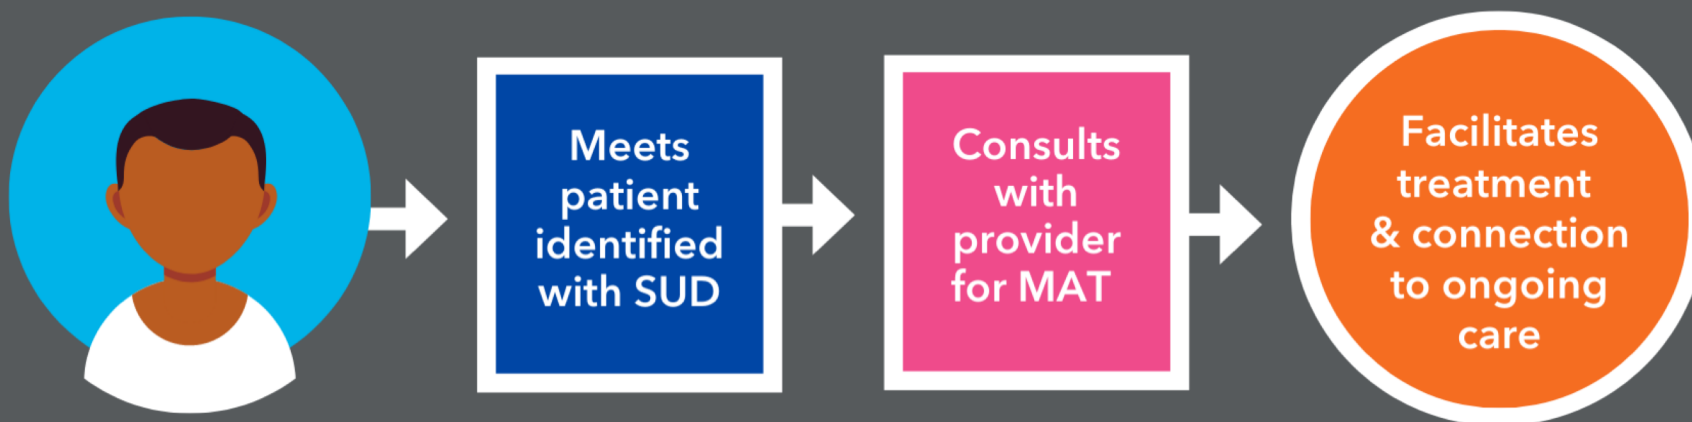 Meets
patient
identified
with SUD
Consults
with
provider
for MAT
Facilitates
treatment
& connection
to ongoing
care